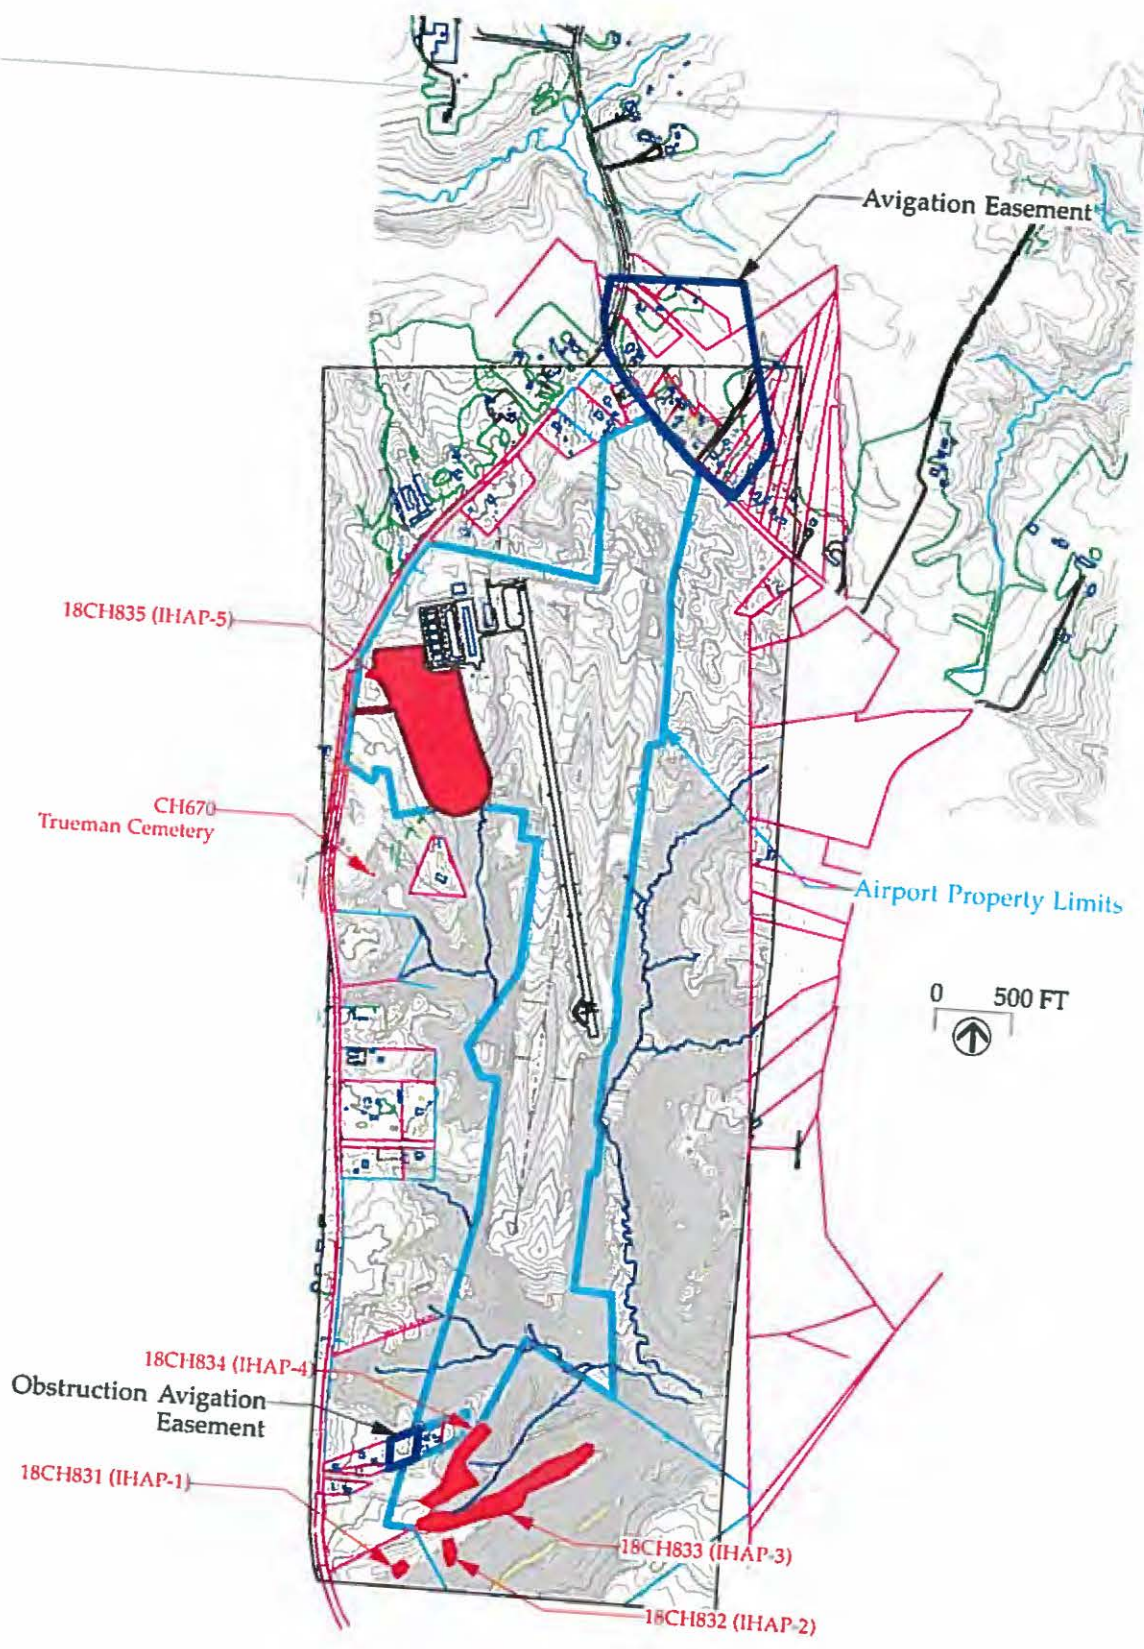 Avigation Easement
18CH835 (IHAP-5)
CH670
Trueman Cemetery
Airport Property Limits
0 500 FT
18CH834 (IHAP-4)
Obstruction Avigation
Easement
18CH831 (IHAP-1)
18CH833 (IHAP-3)
18CH832 (IHAP-2)